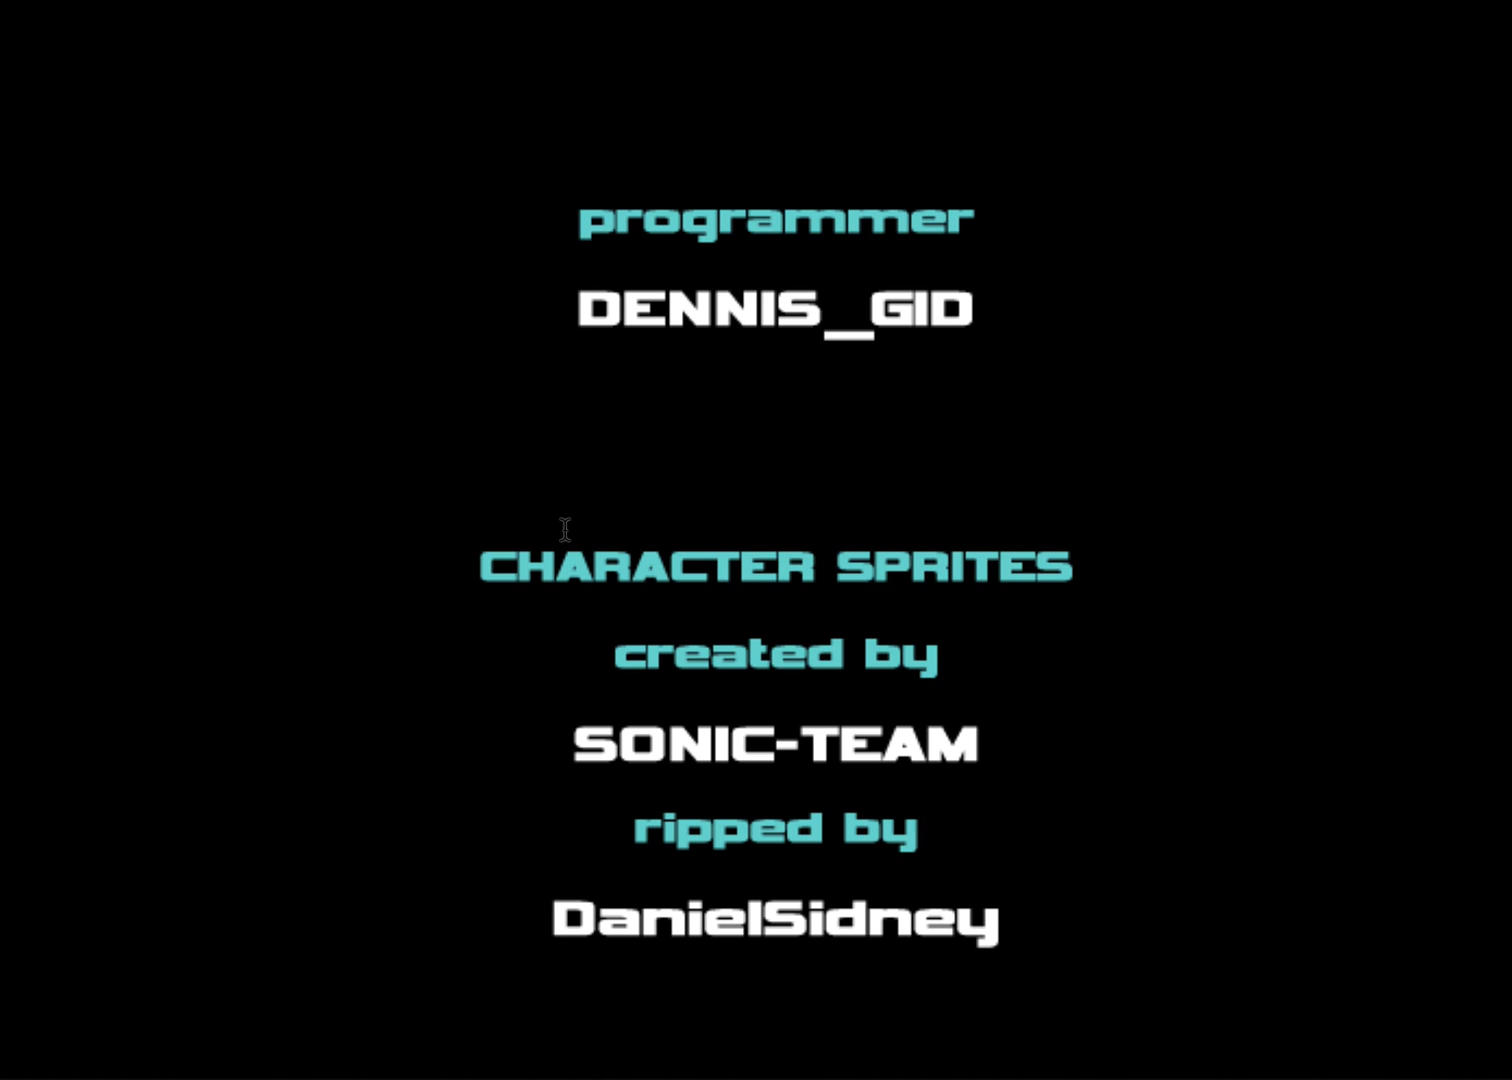 programmer
DENNIS_GID
CHARACTER SPRITES
created by
SONIC-TEAM
ripped by
DanielSidney